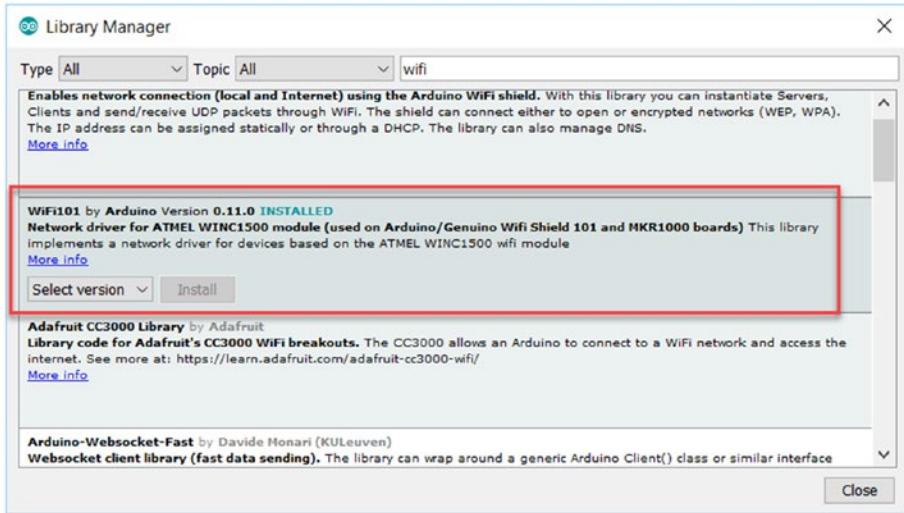 Library Manager
Type All Topic All wifi
Enables network connection (local and Internet) using the Arduino WiFi shield. With this library you can instantiate Servers,
Clients and send/receive UDP packets through WiFi. The shield can connect either to open or encrypted networks (WEP, WPA).
The IP address can be assigned statically or through a DHCP. The library can also manage DNS.
More info
WiFi101 by Arduino Version 0.11.0 INSTALLED
Network driver for ATMEL WINC1500 module (used on Arduino/Genuino Wifi Shield 101 and MKR1000 boards) This library
implements a network driver for devices based on the ATMEL WINC1500 wifi module
More info
Select version Install
Adafruit CC3000 Library by Adafruit
Library code for Adafruit's CC3000 WiFi breakouts. The CC3000 allows an Arduino to connect to a WiFi network and access the
internet. See more at: https://learn.adafruit.com/adafruit-cc3000-wifi/
More info
Arduino-Websocket-Fast by Davide Monari (KULeuven)
Websocket client library (fast data sending). The library can wrap around a generic Arduino Client() class or similar interface
Close